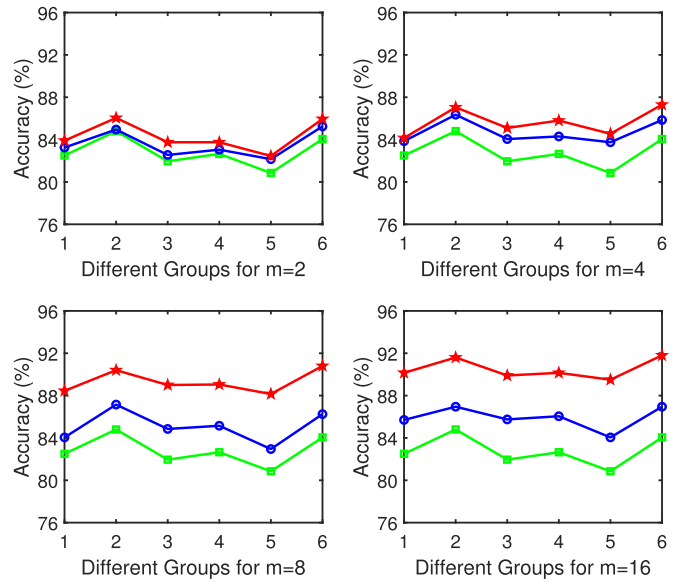 96
92
88
84
80
76
Accuracy (%)
1 2 3 4 5 6
Different Groups for m=2
96
92
88
84
80
76
Accuracy (%)
1 2 3 4 5 6
Different Groups for m=4
96
92
88
84
80
76
Accuracy (%)
1 2 3 4 5 6
Different Groups for m=8
96
92
88
84
80
76
Accuracy (%)
1 2 3 4 5 6
Different Groups for m=16